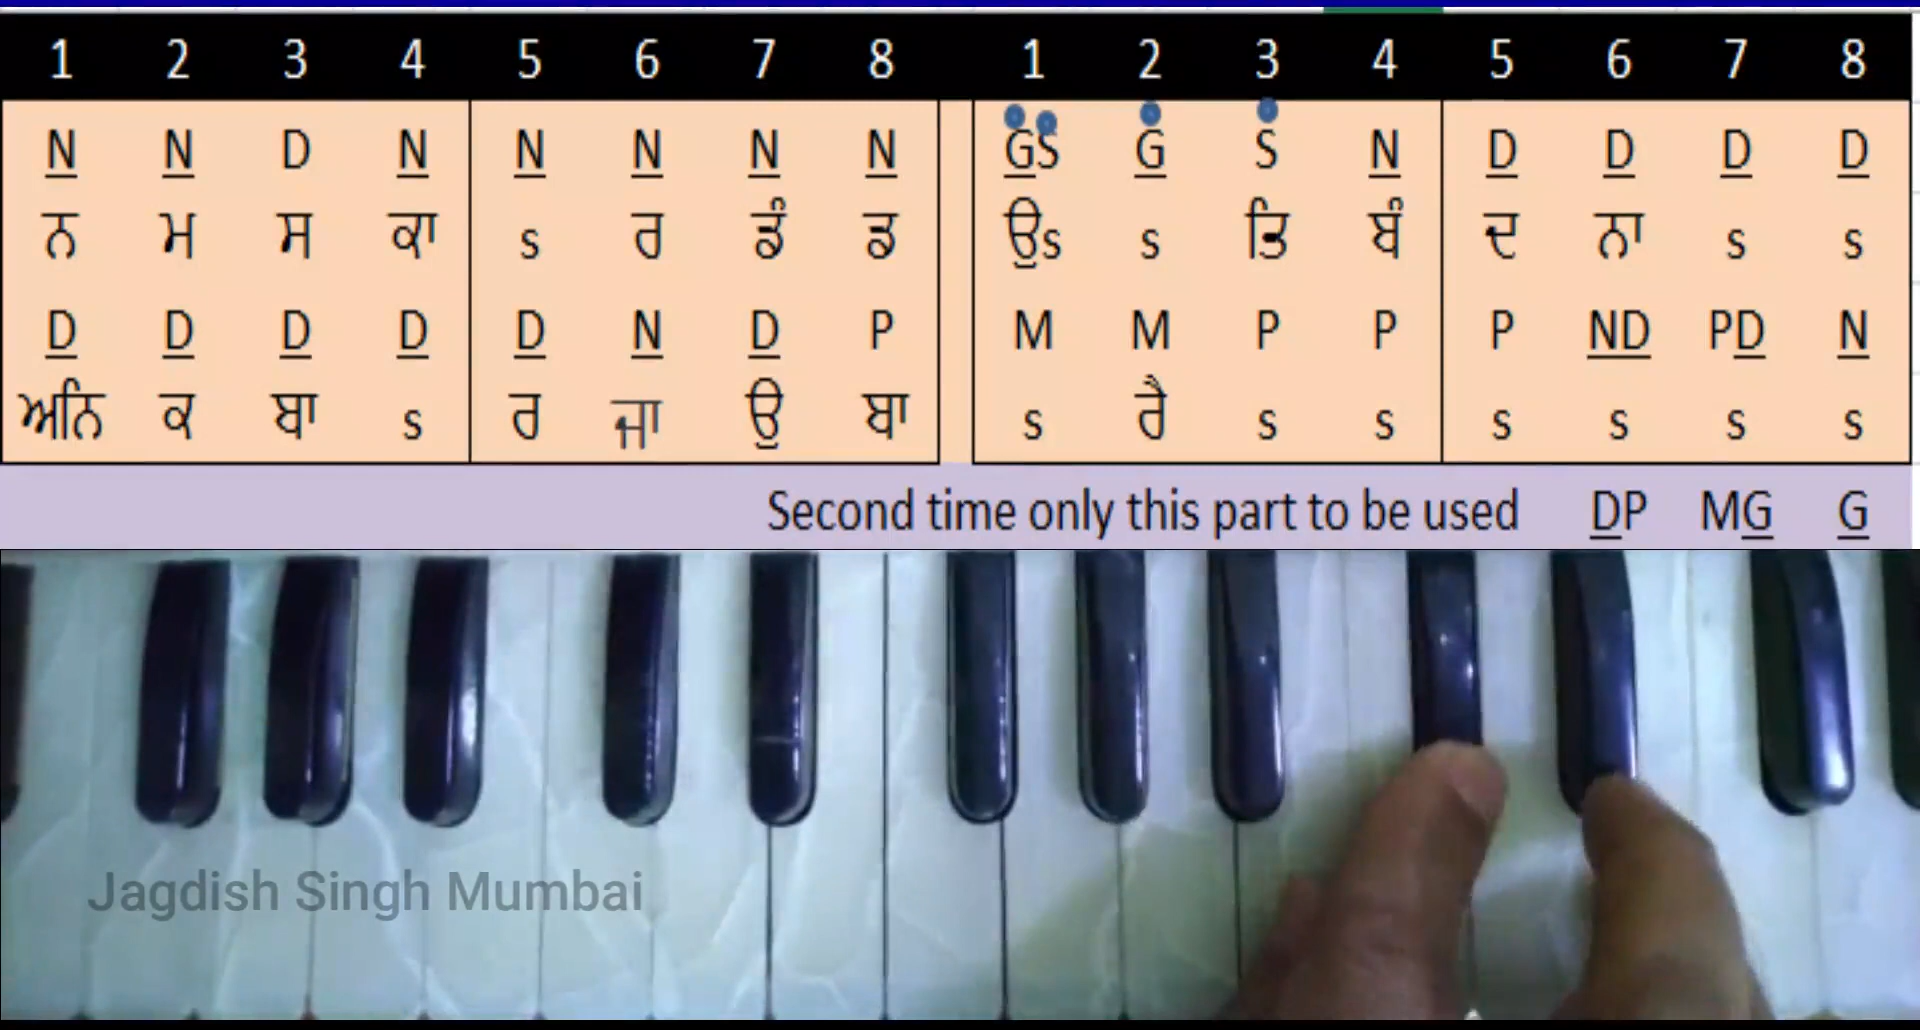 1 2 3 4 5 6 7 8 1 2 3 4 5 6 7 8
N N D N N N N N GS G S N D D D D
ਨ ਮ ਸ ਕਾ s ਰ ਡੰ ਡ ਉs s ਤਿ ਬੰ ਦ ਨਾ s s
D D D D D N D P M M P P P ND PD N
ਅਨਿ ਕ ਬਾ s ਰ ਜਾ ਉ ਬਾ s ਰੈ s s s s s s
Second time only this part to be used DP MG G
Jagdish Singh Mumbai